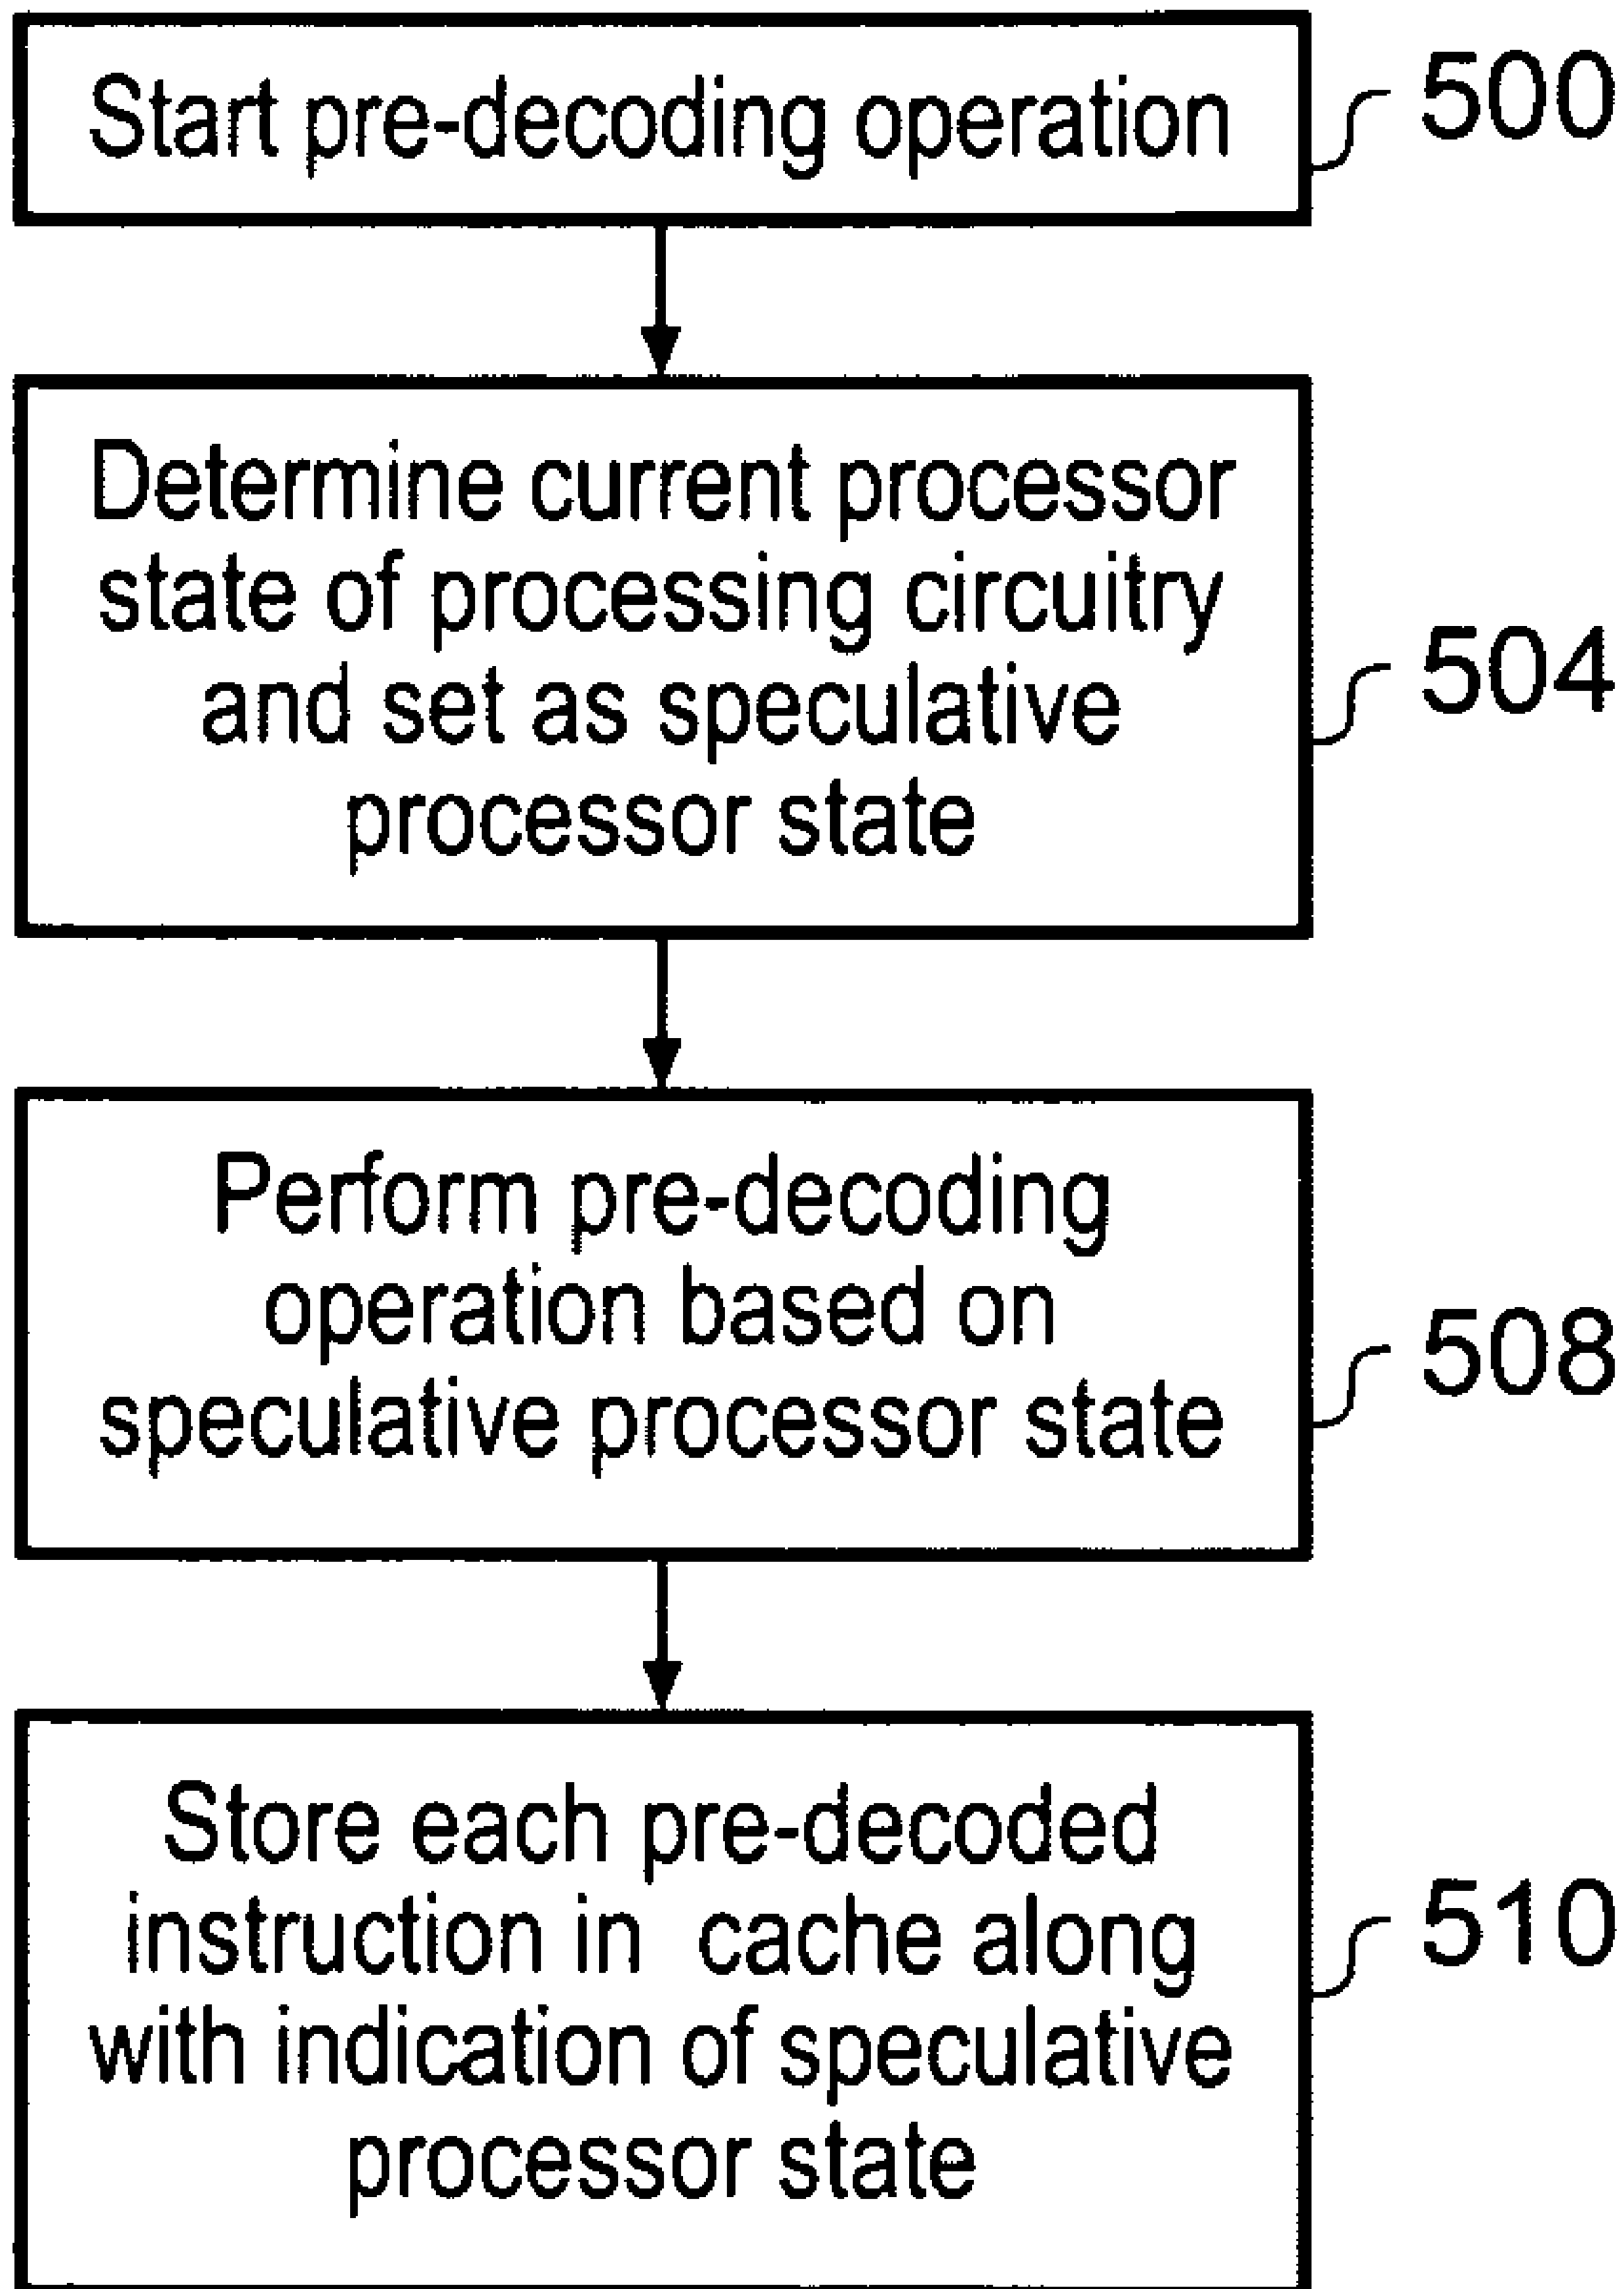 Start pre-decoding operation
500
Determine current processor
state of processing circuitry
and set as speculative
processor state
504
Perform pre-decoding
operation based on
speculative processor state
508
Store each pre-decoded
instruction in cache along
with indication of speculative
processor state
510